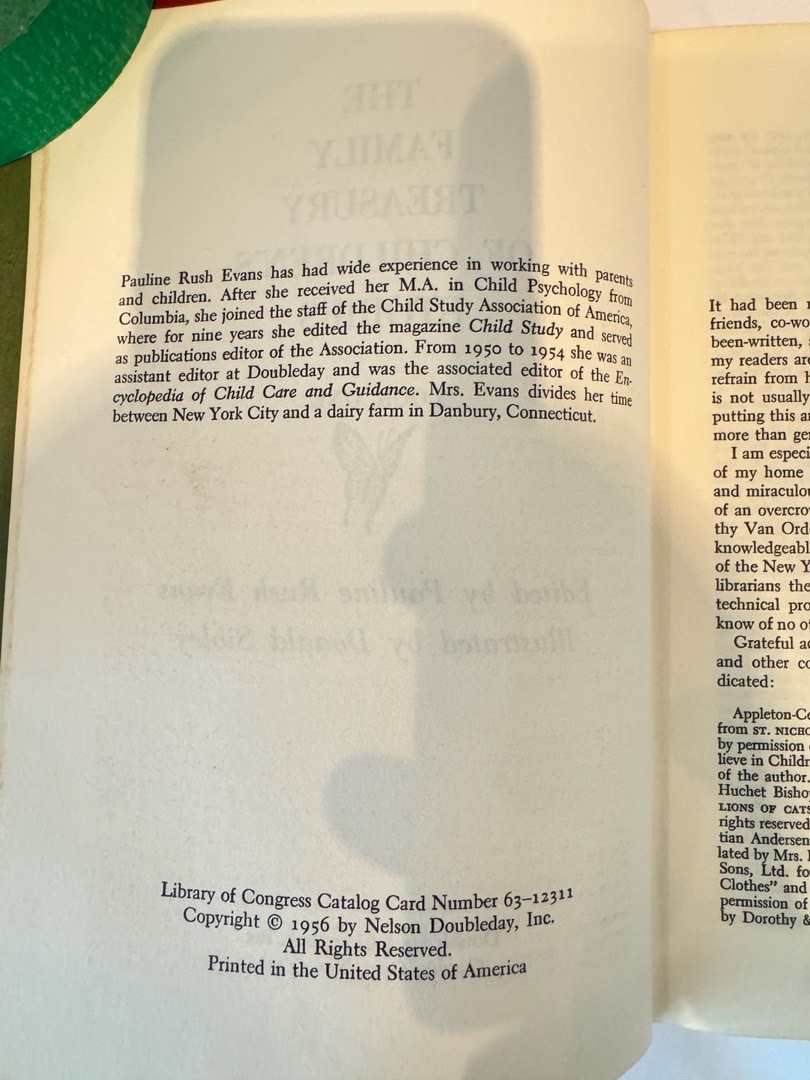 Pauline Rush Evans has had wide experience in working with parents
and children. After she received her M.A. in Child Psychology from
Columbia, she joined the staff of the Child Study Association of America,
where for nine years she edited the magazine Child Study and served
as publications editor of the Association. From 1950 to 1954 she was an
assistant editor at Doubleday and was the associated editor of the En-
cyclopedia of Child Care and Guidance. Mrs. Evans divides her time
between New York City and a dairy farm in Danbury, Connecticut.
Library of Congress Catalog Card Number 63-12311
Copyright © 1956 by Nelson Doubleday, Inc.
All Rights Reserved.
Printed in the United States of America
It had been
friends, co-wo
been-written,
my readers are
refrain from
is not usually
putting this
more than ge
I am especi
of my home
and miraculou
of an overcro
thy Van Ord
knowledgeabl
of the New Y
librarians the
technical pro
know of no
Grateful
and other co
dicated:
Appleton-Ce
from ST. NICHO
by permission
lieve in Childr
of the author.
Huchet Bisho
LIONS OF CATS
rights reserved
tian Andersen
lated by Mrs.
Sons, Ltd. fo
Clothes" and
permission of
by Dorothy &